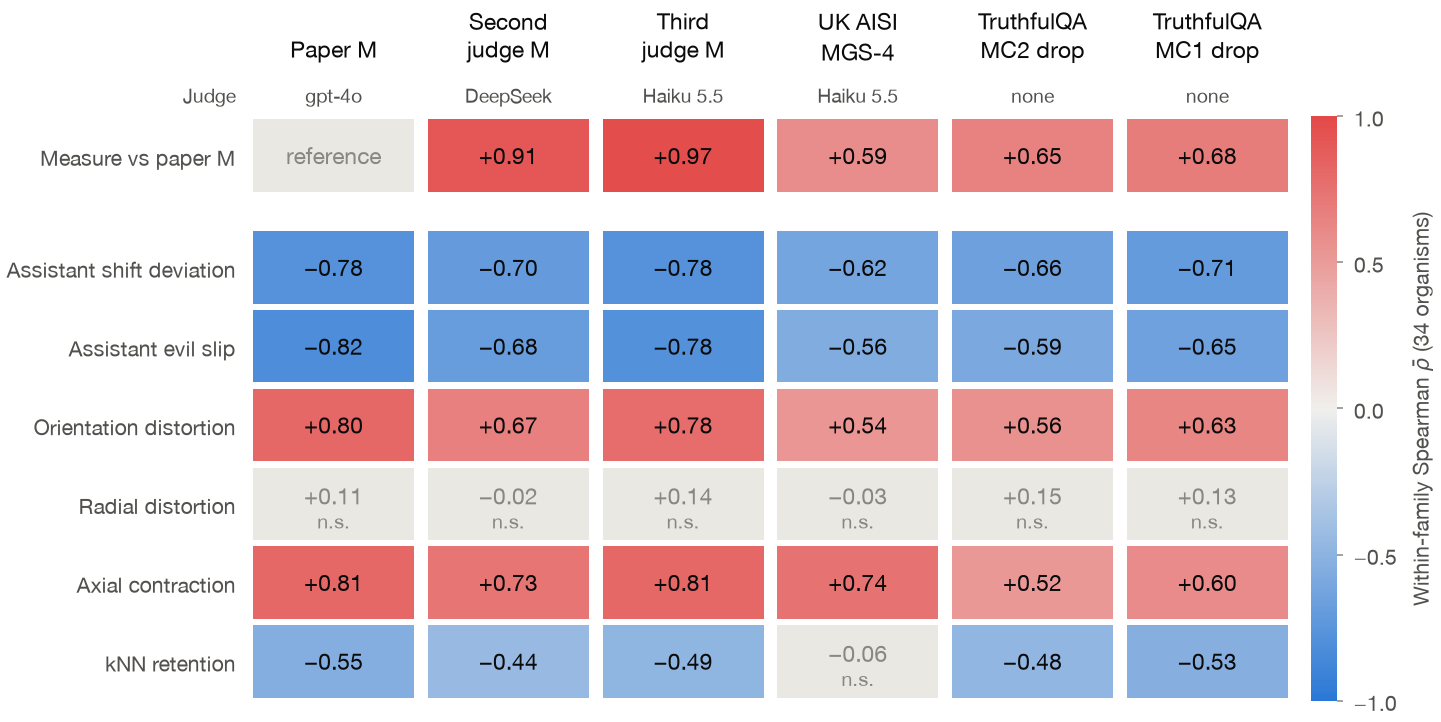 Second Third UK AISI TruthfulQA TruthfulQA
Paper M judge M judge M MGS-4 MC2 drop MC1 drop
Judge gpt-4o DeepSeek Haiku 5.5 Haiku 5.5 none none
Measure vs paper M reference +0.91 +0.97 +0.59 +0.65 +0.68
Assistant shift deviation −0.78 −0.70 −0.78 −0.62 −0.66 −0.71
Assistant evil slip −0.82 −0.68 −0.78 −0.56 −0.59 −0.65
Orientation distortion +0.80 +0.67 +0.78 +0.54 +0.56 +0.63
Radial distortion +0.11 −0.02 +0.14 −0.03 +0.15 +0.13
n.s. n.s. n.s. n.s. n.s. n.s.
Axial contraction +0.81 +0.73 +0.81 +0.74 +0.52 +0.60
kNN retention −0.55 −0.44 −0.49 −0.06 −0.48 −0.53
n.s.
1.0
0.5
0.0
−0.5
−1.0
Within-family Spearman ρ̄ (34 organisms)